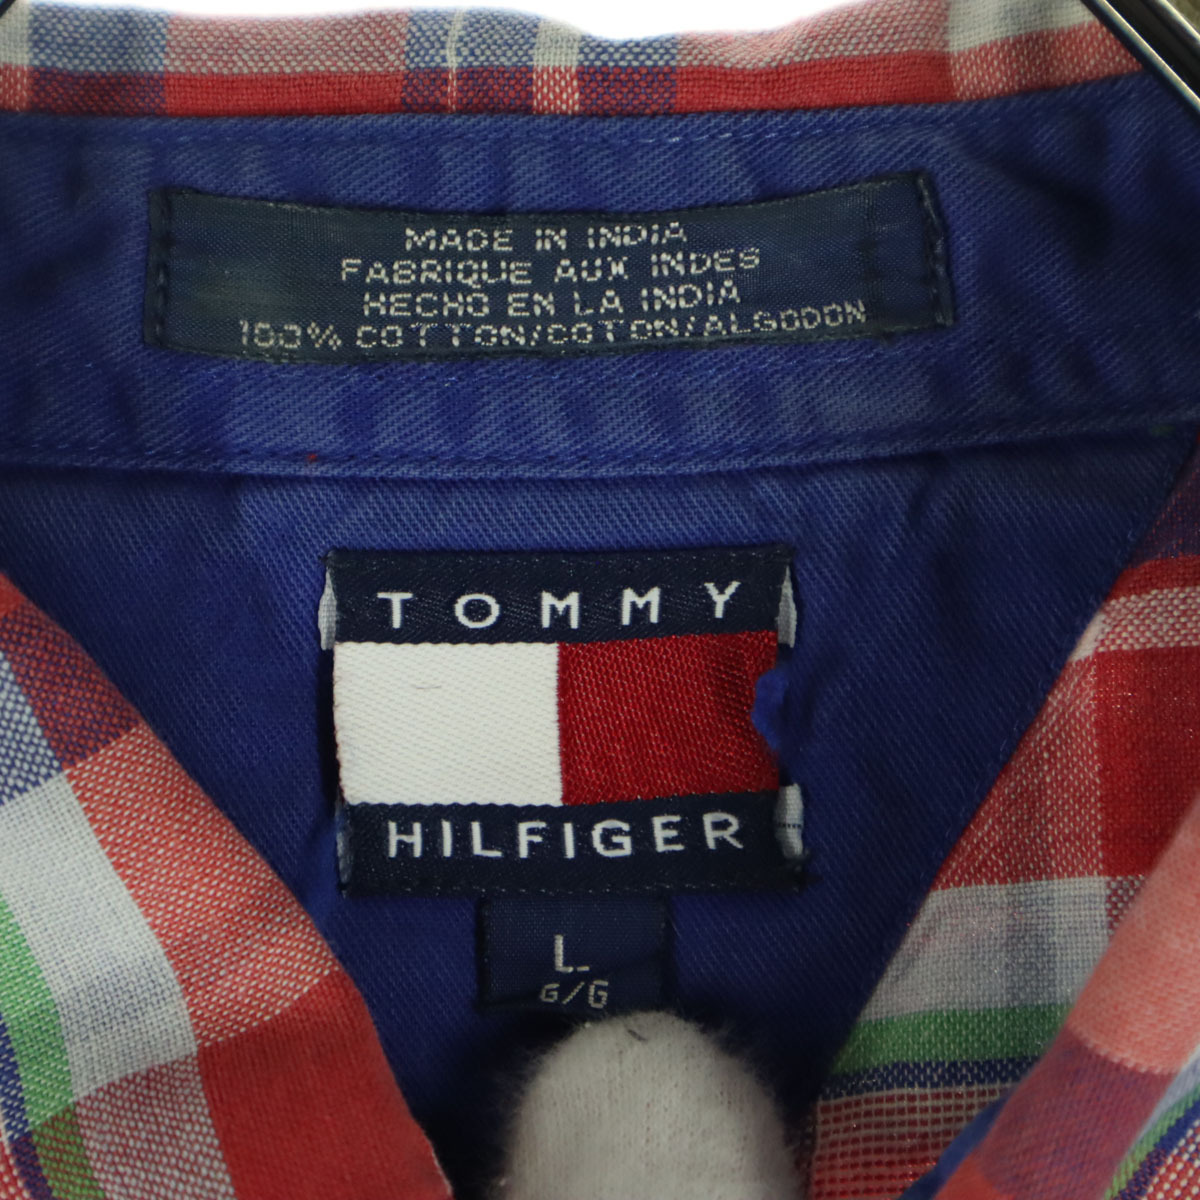 MADE IN INDIA
FABRIQUE AUX INDES
HECHO EN LA INDIA
100% COTTON/COTON/ALGODON
TOMMY
HILFIGER
L
G/G